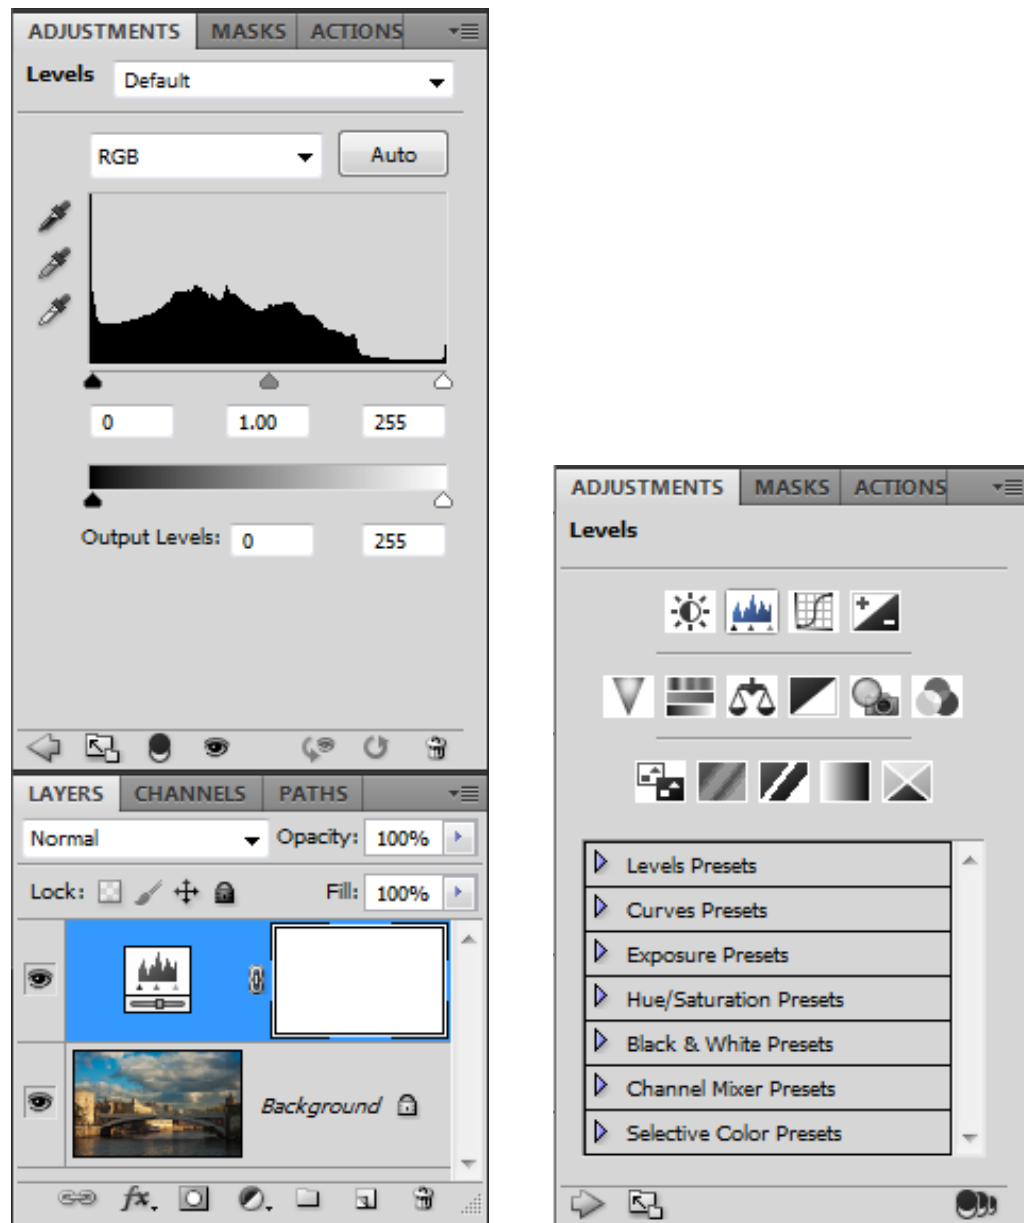 ADJUSTMENTS MASKS ACTIONS
Levels Default
RGB Auto
0 1.00 255
Output Levels: 0 255
LAYERS CHANNELS PATHS
Normal Opacity: 100%
Lock: Fill: 100%
Background
fx.
ADJUSTMENTS MASKS ACTIONS
Levels
Levels Presets
Curves Presets
Exposure Presets
Hue/Saturation Presets
Black & White Presets
Channel Mixer Presets
Selective Color Presets